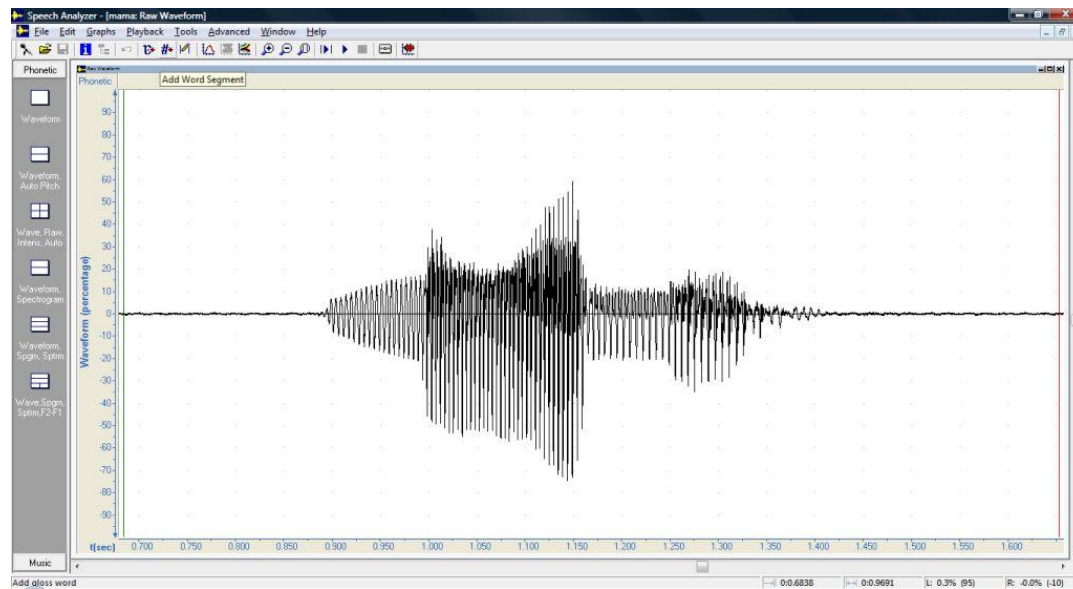 Speech Analyzer - [mama: Raw Waveform]
File Edit Graphs Playback Tools Advanced Window Help
Phonetic
Raw Waveform
Phonetic
Add Word Segment
Waveform
Waveform,
Auto Pitch
Wave, Raw,
Intens, Auto
Waveform,
Spectrogram
Waveform,
Spgm, Sptrm
Wave,Spgm,
Sptrm,F2-F1
Music
Waveform (percentage)
90
80
70
60
50
40
30
20
10
0
-10
-20
-30
-40
-50
-60
-70
-80
-90
t(sec) 0.700 0.750 0.800 0.850 0.900 0.950 1.000 1.050 1.100 1.150 1.200 1.250 1.300 1.350 1.400 1.450 1.500 1.550 1.600
Add gloss word 0:0.6838 0:0.9691 L: 0.3% (95) R: -0.0% (-10)